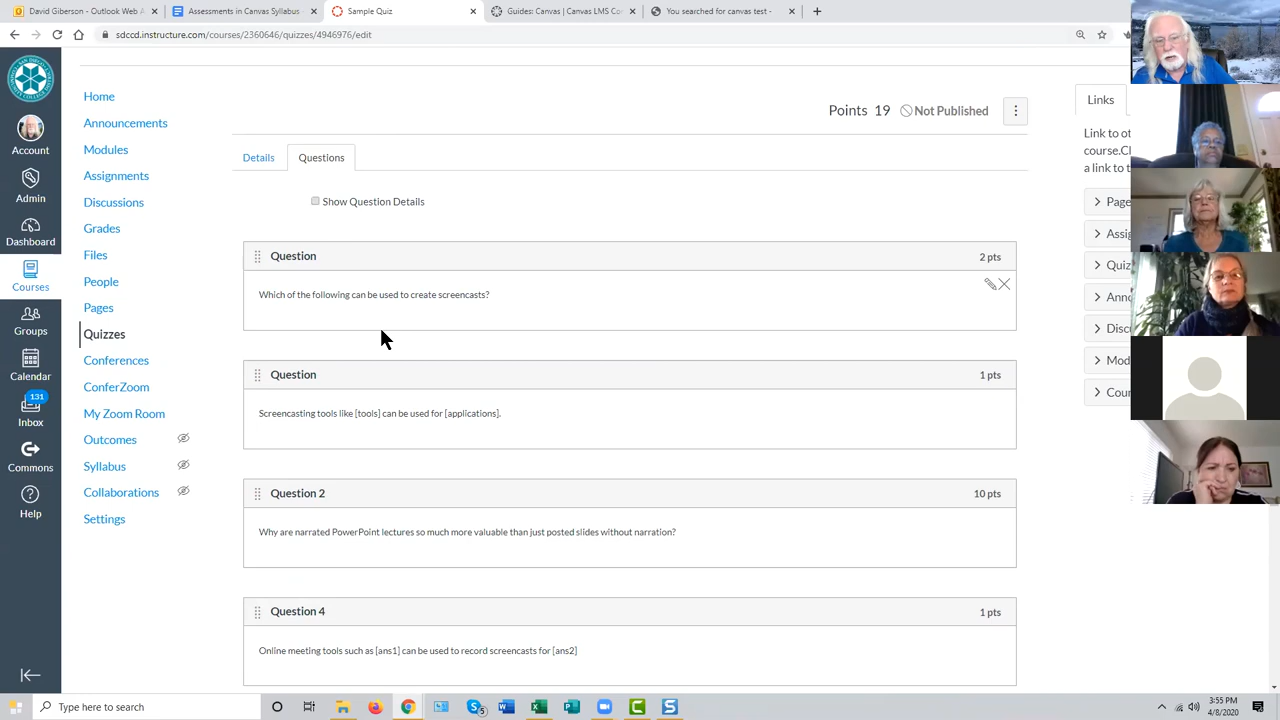 David Giberson - Outlook Web A
Assessments in Canvas Syllabus
Sample Quiz
Guides: Canvas | Canvas LMS Co
You searched for canvas test -
sdccd.instructure.com/courses/2360646/quizzes/4946976/edit
Account
Admin
Dashboard
Courses
Groups
Calendar
131
Inbox
Commons
Help
Home
Announcements
Modules
Assignments
Discussions
Grades
Files
People
Pages
Quizzes
Conferences
ConferZoom
My Zoom Room
Outcomes
Syllabus
Collaborations
Settings
Points 19 Not Published
Details Questions
Show Question Details
Question 2 pts
Which of the following can be used to create screencasts?
Question 1 pts
Screencasting tools like [tools] can be used for [applications].
Question 2 10 pts
Why are narrated PowerPoint lectures so much more valuable than just posted slides without narration?
Question 4 1 pts
Online meeting tools such as [ans1] can be used to record screencasts for [ans2]
Links
Link to ot
course.Cl
a link to t
Page
Assig
Quiz
Anno
Disc
Mod
Cour
Type here to search
5
3:55 PM
4/8/2020